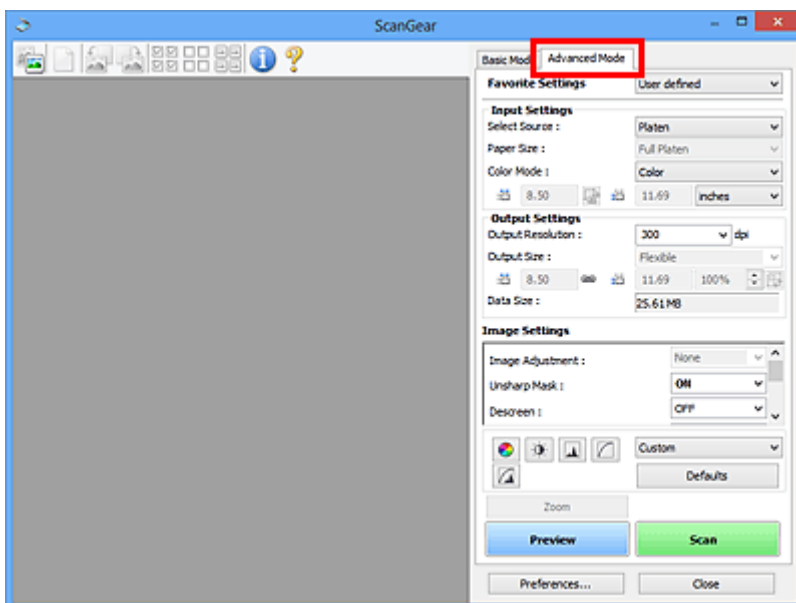 ScanGear
Basic Mod Advanced Mode
Favorite Settings User defined
Input Settings
Select Source : Platen
Paper Size : Full Platen
Color Mode : Color
8.50 11.69 inches
Output Settings
Output Resolution : 300 dpi
Output Size : Flexible
8.50 11.69 100%
Data Size : 25.61MB
Image Settings
Image Adjustment : None
Unsharp Mask : ON
Descreen : OFF
Custom
Defaults
Zoom
Preview Scan
Preferences... Close